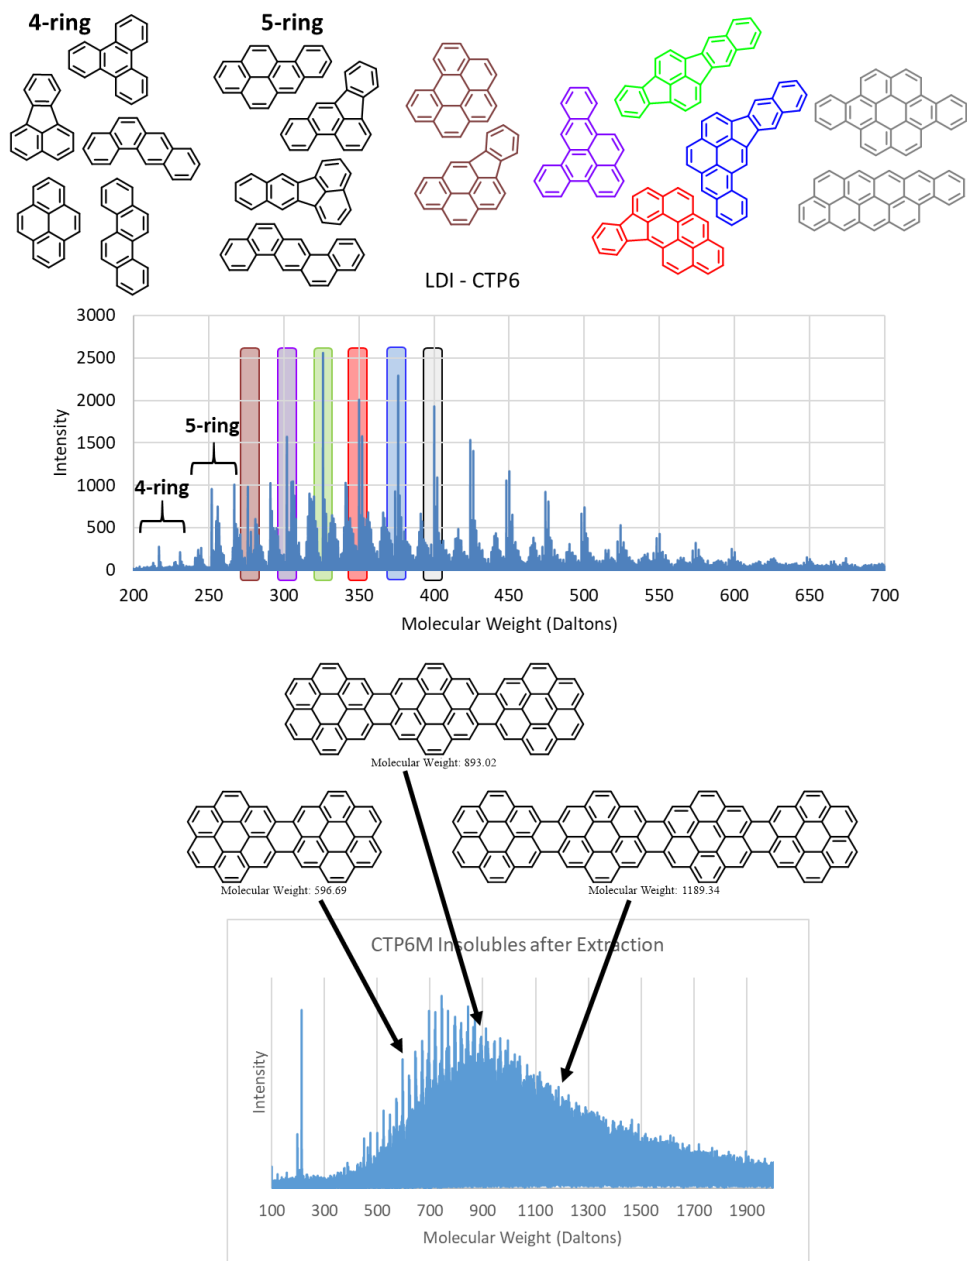 4-ring
5-ring
LDI - CTP6
3000
2500
2000
1500
1000
500
0
Intensity
5-ring
4-ring
200 250 300 350 400 450 500 550 600 650 700
Molecular Weight (Daltons)
Molecular Weight: 893.02
Molecular Weight: 596.69
Molecular Weight: 1189.34
CTP6M Insolubles after Extraction
Intensity
100 300 500 700 900 1100 1300 1500 1700 1900
Molecular Weight (Daltons)